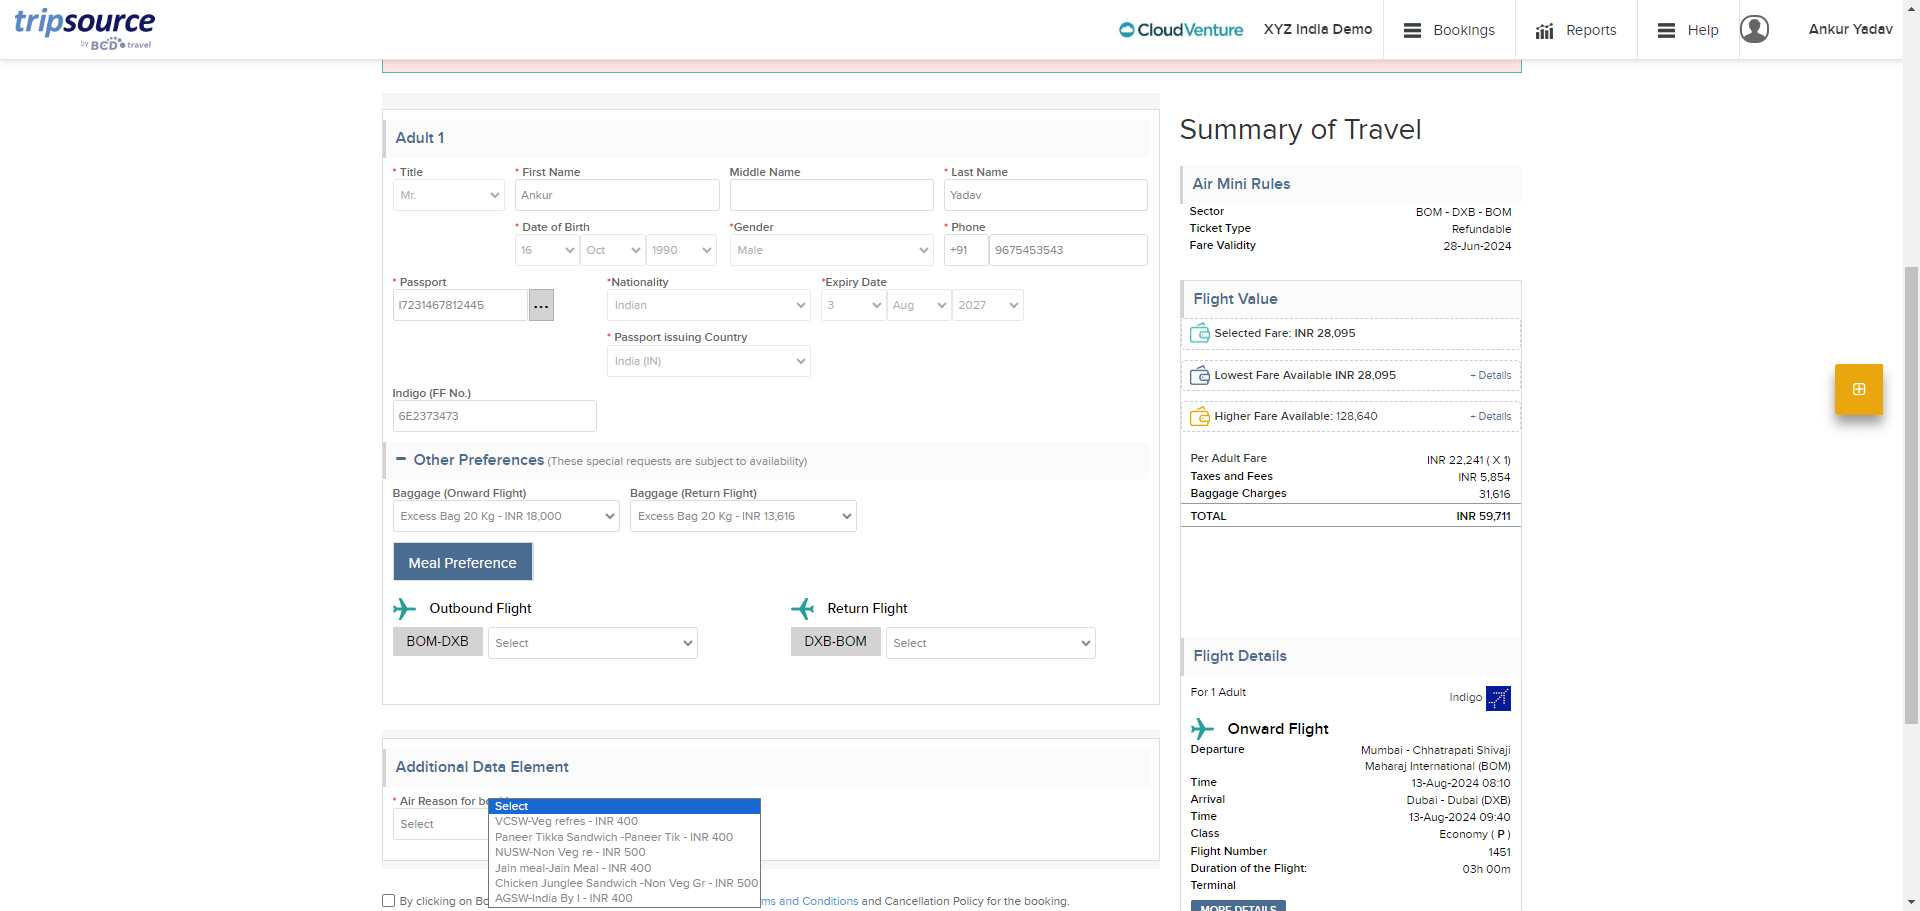 tripsource
by BCD travel
CloudVenture
XYZ India Demo
Bookings
Reports
Help
Ankur Yadav
Adult 1
* Title
* First Name
Middle Name
* Last Name
Mr.
Ankur
Yadav
* Date of Birth
*Gender
* Phone
16
Oct
1990
Male
+91
9675453543
* Passport
*Nationality
*Expiry Date
I7231467812445
...
Indian
3
Aug
2027
* Passport issuing Country
India (IN)
Indigo (FF No.)
6E2373473
Other Preferences (These special requests are subject to availability)
Baggage (Onward Flight)
Baggage (Return Flight)
Excess Bag 20 Kg - INR 18,000
Excess Bag 20 Kg - INR 13,616
Meal Preference
Outbound Flight
Return Flight
BOM-DXB
Select
DXB-BOM
Select
Additional Data Element
* Air Reason for bo
Select
Select
VCSW-Veg refres - INR 400
Paneer Tikka Sandwich -Paneer Tik - INR 400
NUSW-Non Veg re - INR 500
Jain meal-Jain Meal - INR 400
Chicken Junglee Sandwich -Non Veg Gr - INR 500
AGSW-India By I - INR 400
By clicking on Bo
ms and Conditions and Cancellation Policy for the booking.
Summary of Travel
Air Mini Rules
Sector BOM - DXB - BOM
Ticket Type Refundable
Fare Validity 28-Jun-2024
Flight Value
Selected Fare: INR 28,095
Lowest Fare Available INR 28,095 + Details
Higher Fare Available: 128,640 + Details
Per Adult Fare INR 22,241 ( X 1)
Taxes and Fees INR 5,854
Baggage Charges 31,616
TOTAL INR 59,711
Flight Details
For 1 Adult
Indigo
Onward Flight
Departure Mumbai - Chhatrapati Shivaji
Maharaj International (BOM)
Time 13-Aug-2024 08:10
Arrival Dubai - Dubai (DXB)
Time 13-Aug-2024 09:40
Class Economy ( P )
Flight Number 1451
Duration of the Flight: 03h 00m
Terminal
MORE DETAILS